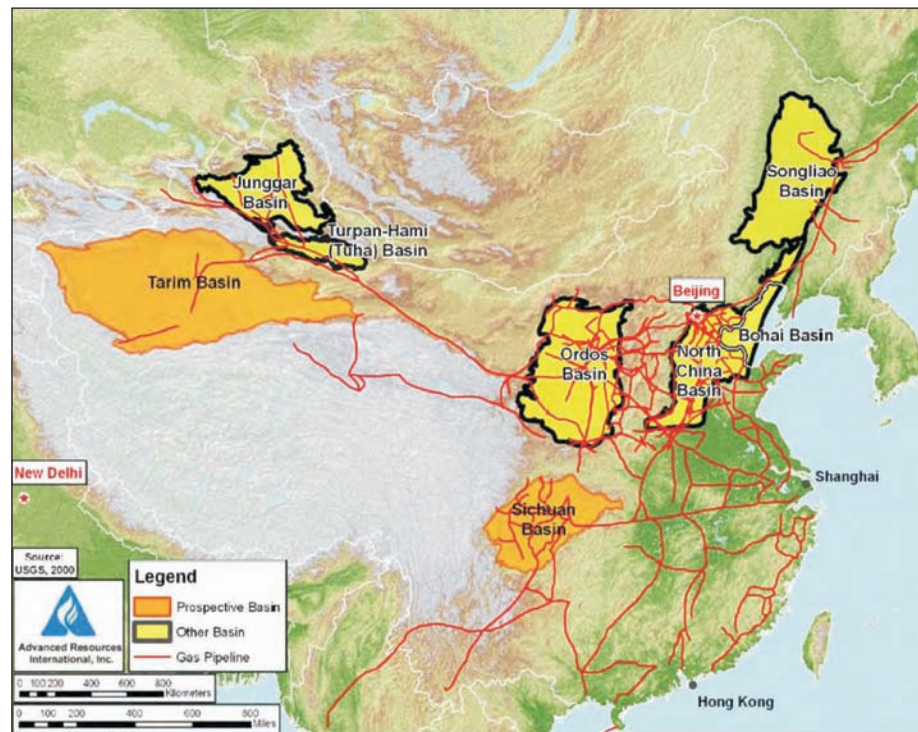 Songliao
Basin
Junggar
Basin
Turpan-Hami
(Tuha) Basin
Tarim Basin
Beijing
Bohai Basin
Ordos
Basin
North
China
Basin
New Delhi
Shanghai
Sichuan
Basin
Source:
USGS, 2000
Advanced Resources
International, Inc.
Legend
Prospective Basin
Other Basin
Gas Pipeline
0 100 200 400 600 800
Kilometers
0 100 200 400 600 800
Miles
Hong Kong